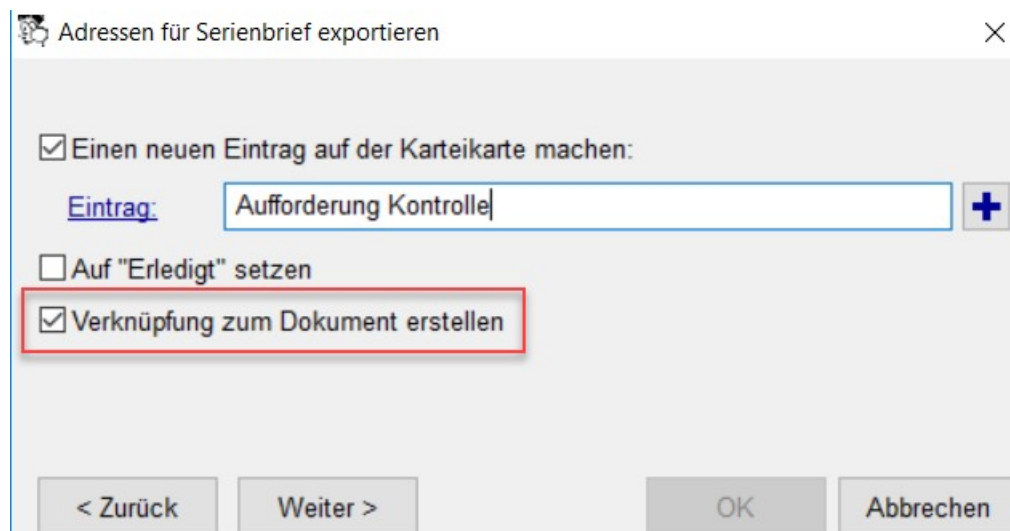 Adressen für Serienbrief exportieren
Einen neuen Eintrag auf der Karteikarte machen:
Eintrag: Aufforderung Kontrolle
Auf "Erledigt" setzen
Verknüpfung zum Dokument erstellen
< Zurück Weiter > OK Abbrechen